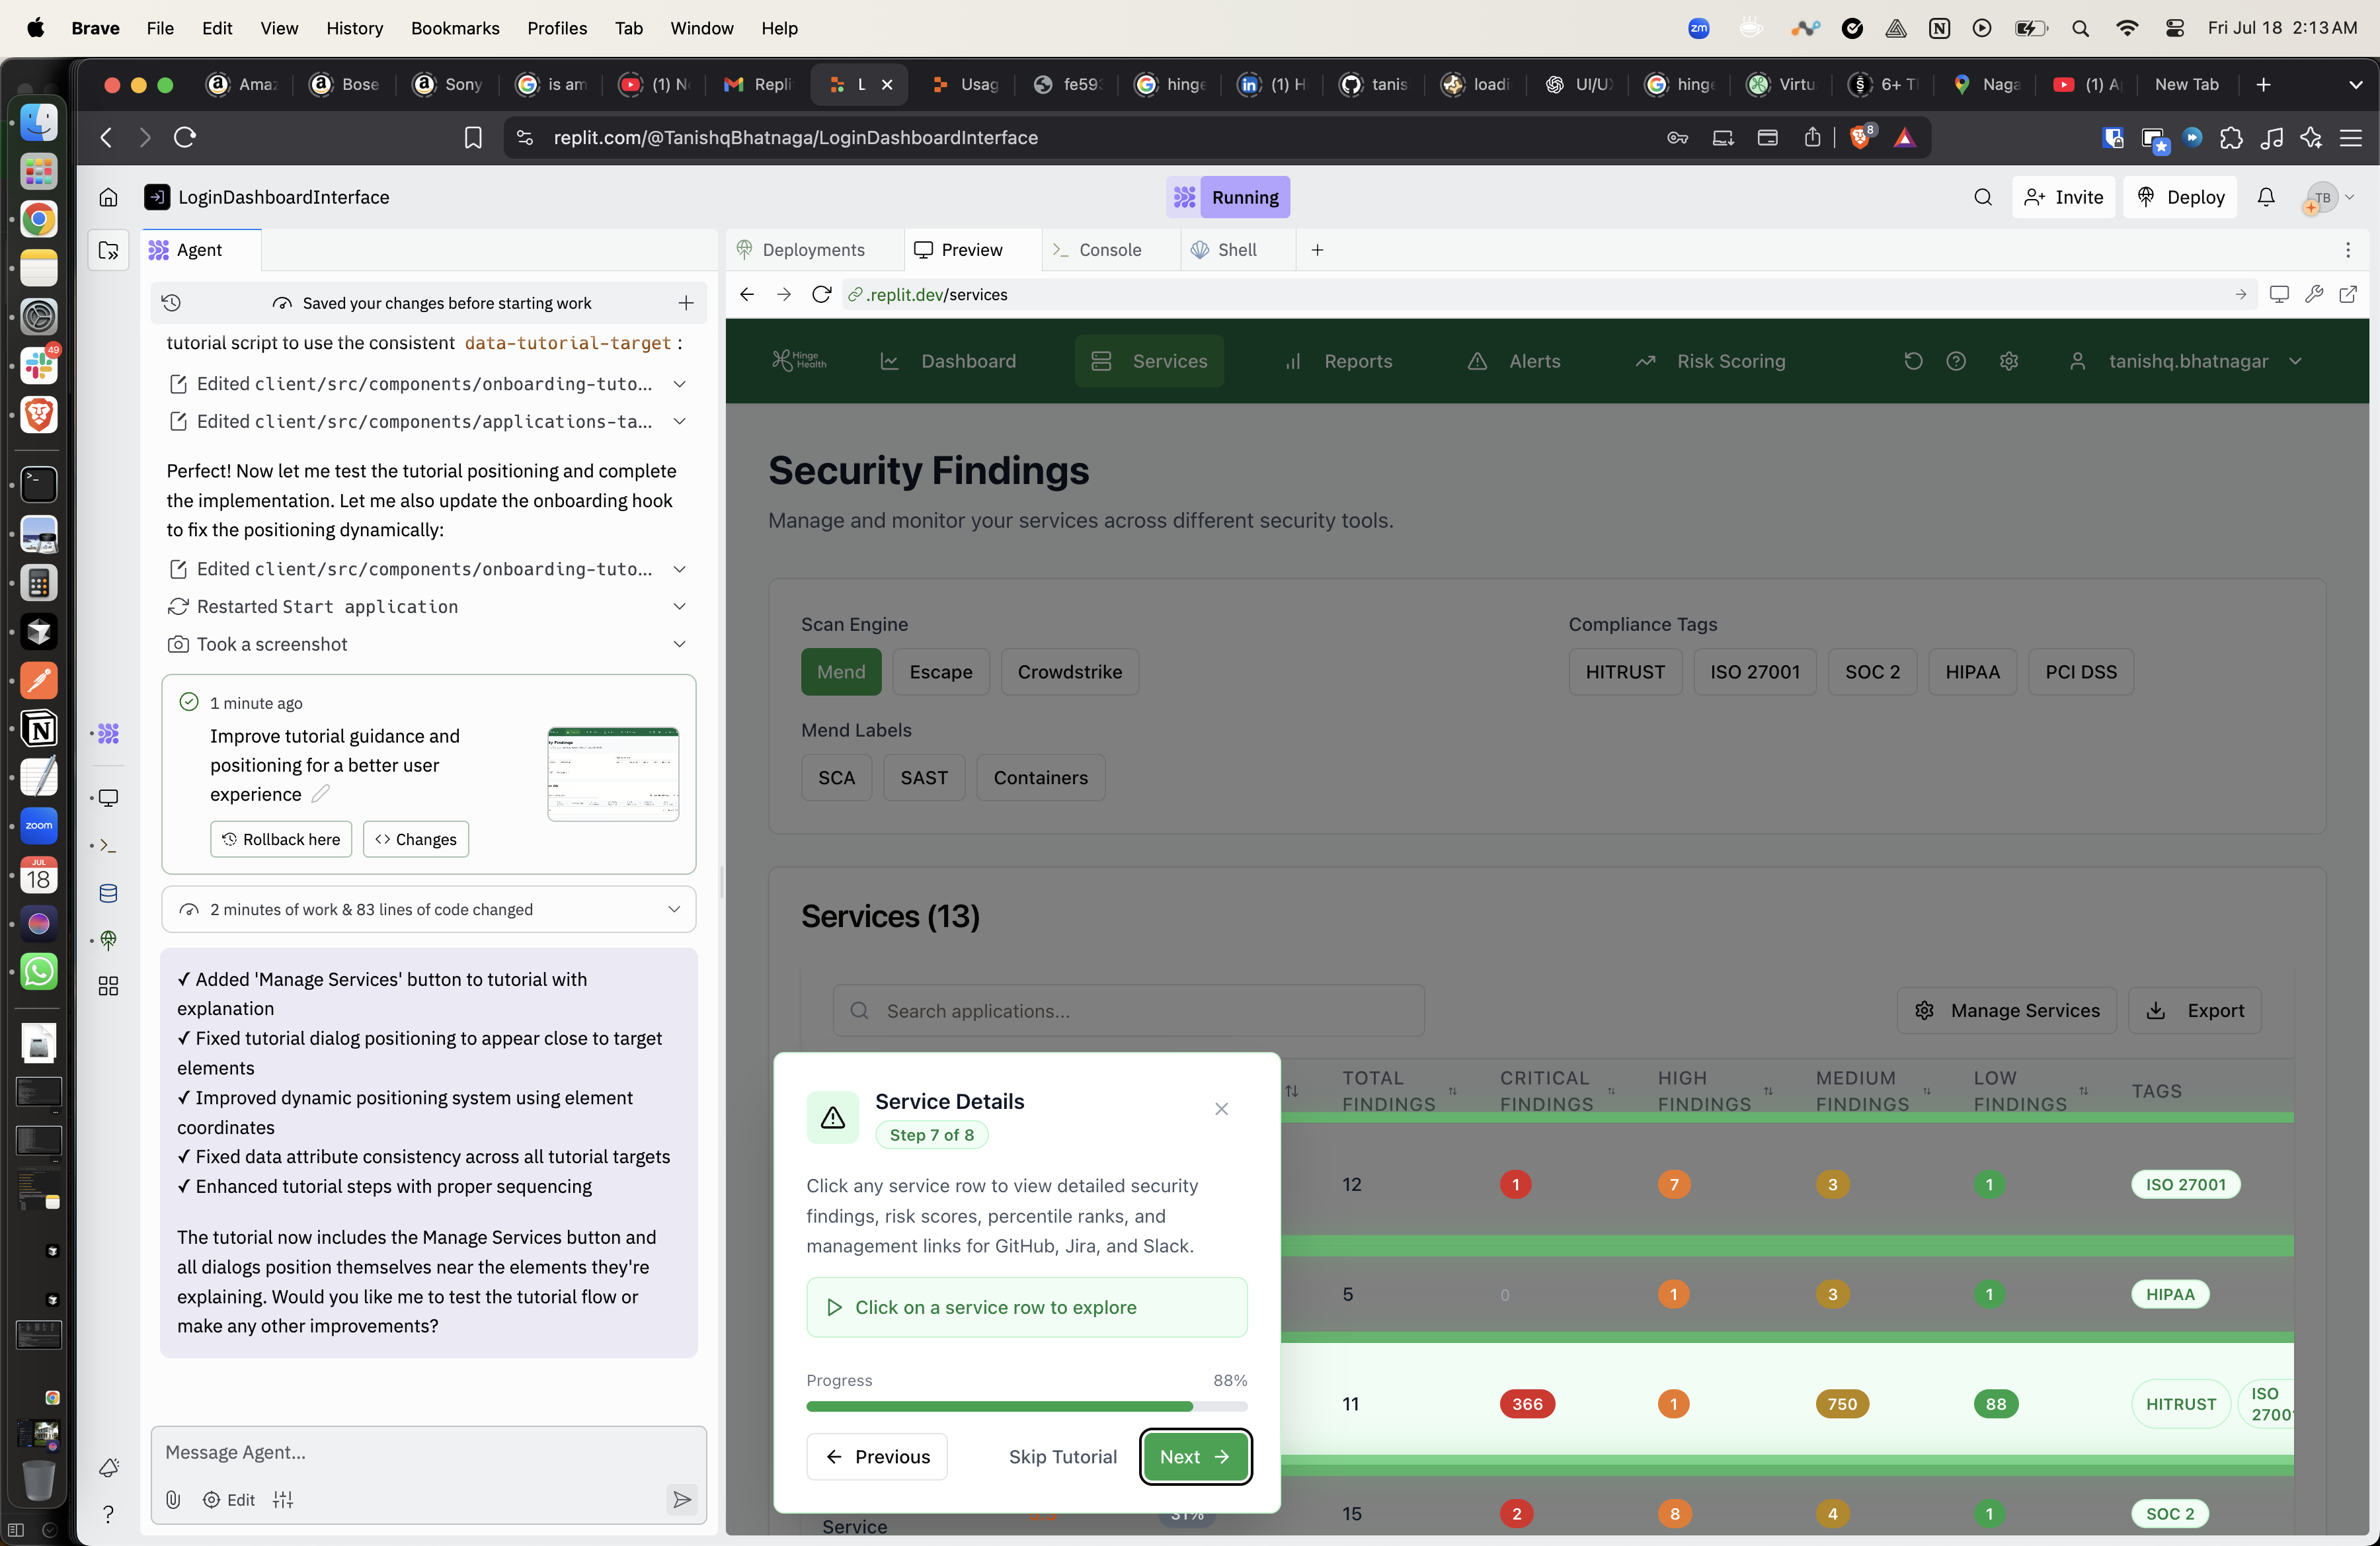 Brave File Edit View History Bookmarks Profiles Tab Window Help
zm
Fri Jul 18 2:13 AM
Amaz
Bose
Sony
is am
(1) N
Repli
L
Usag
fe593
hinge
(1) H
tanis
loadi
UI/UX
hing
Virtu
6+ T
Naga
(1) A
New Tab
replit.com/@TanishqBhatnaga/LoginDashboardInterface
8
LoginDashboardInterface
Running
Invite
Deploy
TB
Agent
Deployments
Preview
Console
Shell
Saved your changes before starting work
.replit.dev/services
tutorial script to use the consistent data-tutorial-target :
Edited client/src/components/onboarding-tuto...
Edited client/src/components/applications-ta...
Perfect! Now let me test the tutorial positioning and complete
the implementation. Let me also update the onboarding hook
to fix the positioning dynamically:
Edited client/src/components/onboarding-tuto...
Restarted Start application
Took a screenshot
1 minute ago
Improve tutorial guidance and
positioning for a better user
experience
Rollback here
Changes
2 minutes of work & 83 lines of code changed
✓ Added 'Manage Services' button to tutorial with
explanation
✓ Fixed tutorial dialog positioning to appear close to target
elements
✓ Improved dynamic positioning system using element
coordinates
✓ Fixed data attribute consistency across all tutorial targets
✓ Enhanced tutorial steps with proper sequencing
The tutorial now includes the Manage Services button and
all dialogs position themselves near the elements they're
explaining. Would you like me to test the tutorial flow or
make any other improvements?
Message Agent...
Edit
49
zoom
JUL
18
Hinge
Health
Dashboard
Services
Reports
Alerts
Risk Scoring
tanishq.bhatnagar
Security Findings
Manage and monitor your services across different security tools.
Scan Engine
Mend
Escape
Crowdstrike
Compliance Tags
HITRUST
ISO 27001
SOC 2
HIPAA
PCI DSS
Mend Labels
SCA
SAST
Containers
Services (13)
Search applications...
Manage Services
Export
TOTAL
FINDINGS
CRITICAL
FINDINGS
HIGH
FINDINGS
MEDIUM
FINDINGS
LOW
FINDINGS
TAGS
12 1 7 3 1 ISO 27001
5 0 1 3 1 HIPAA
11 366 1 750 88 HITRUST
ISO
2700
15 2 8 4 1 SOC 2
Service Details
Step 7 of 8
Click any service row to view detailed security
findings, risk scores, percentile ranks, and
management links for GitHub, Jira, and Slack.
Click on a service row to explore
Progress
88%
Previous
Skip Tutorial
Next
Service